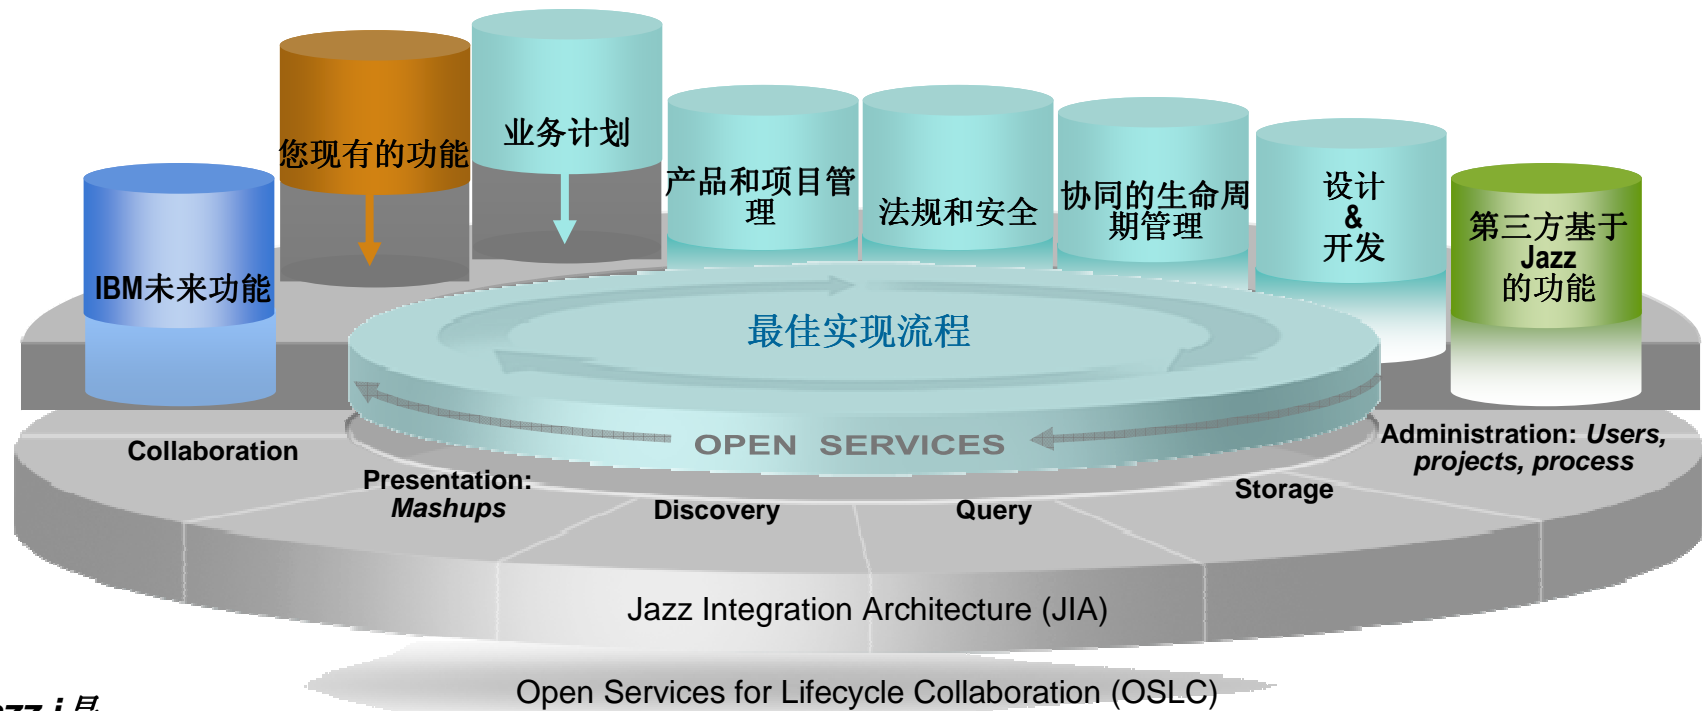 业务计划
您现有的功能
产品和项目管
理
法规和安全
协同的生命周
期管理
设计
&
开发
第三方基于
Jazz
的功能
IBM未来功能
最佳实现流程
OPEN SERVICES
Collaboration
Presentation:
Mashups
Discovery
Query
Storage
Administration: Users,
projects, process
Jazz Integration Architecture (JIA)
Open Services for Lifecycle Collaboration (OSLC)